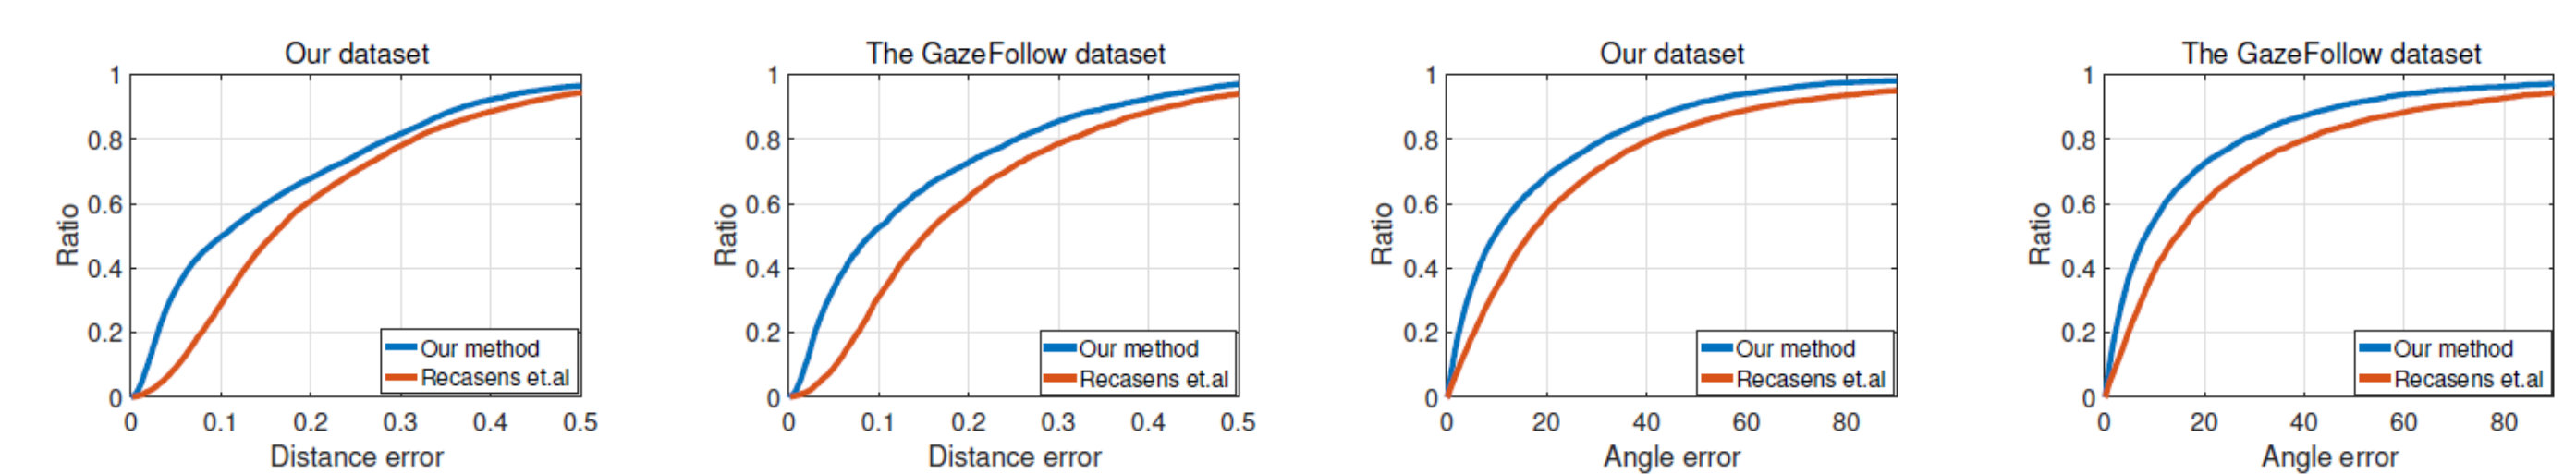 Our dataset
1
0.8
0.6
0.4
0.2
0
Ratio
Our method
Recasens et.al
0 0.1 0.2 0.3 0.4 0.5
Distance error
The GazeFollow dataset
1
0.8
0.6
0.4
0.2
0
Ratio
Our method
Recasens et.al
0 0.1 0.2 0.3 0.4 0.5
Distance error
Our dataset
1
0.8
0.6
0.4
0.2
0
Ratio
Our method
Recasens et.al
0 20 40 60 80
Angle error
The GazeFollow dataset
1
0.8
0.6
0.4
0.2
0
Ratio
Our method
Recasens et.al
0 20 40 60 80
Angle error